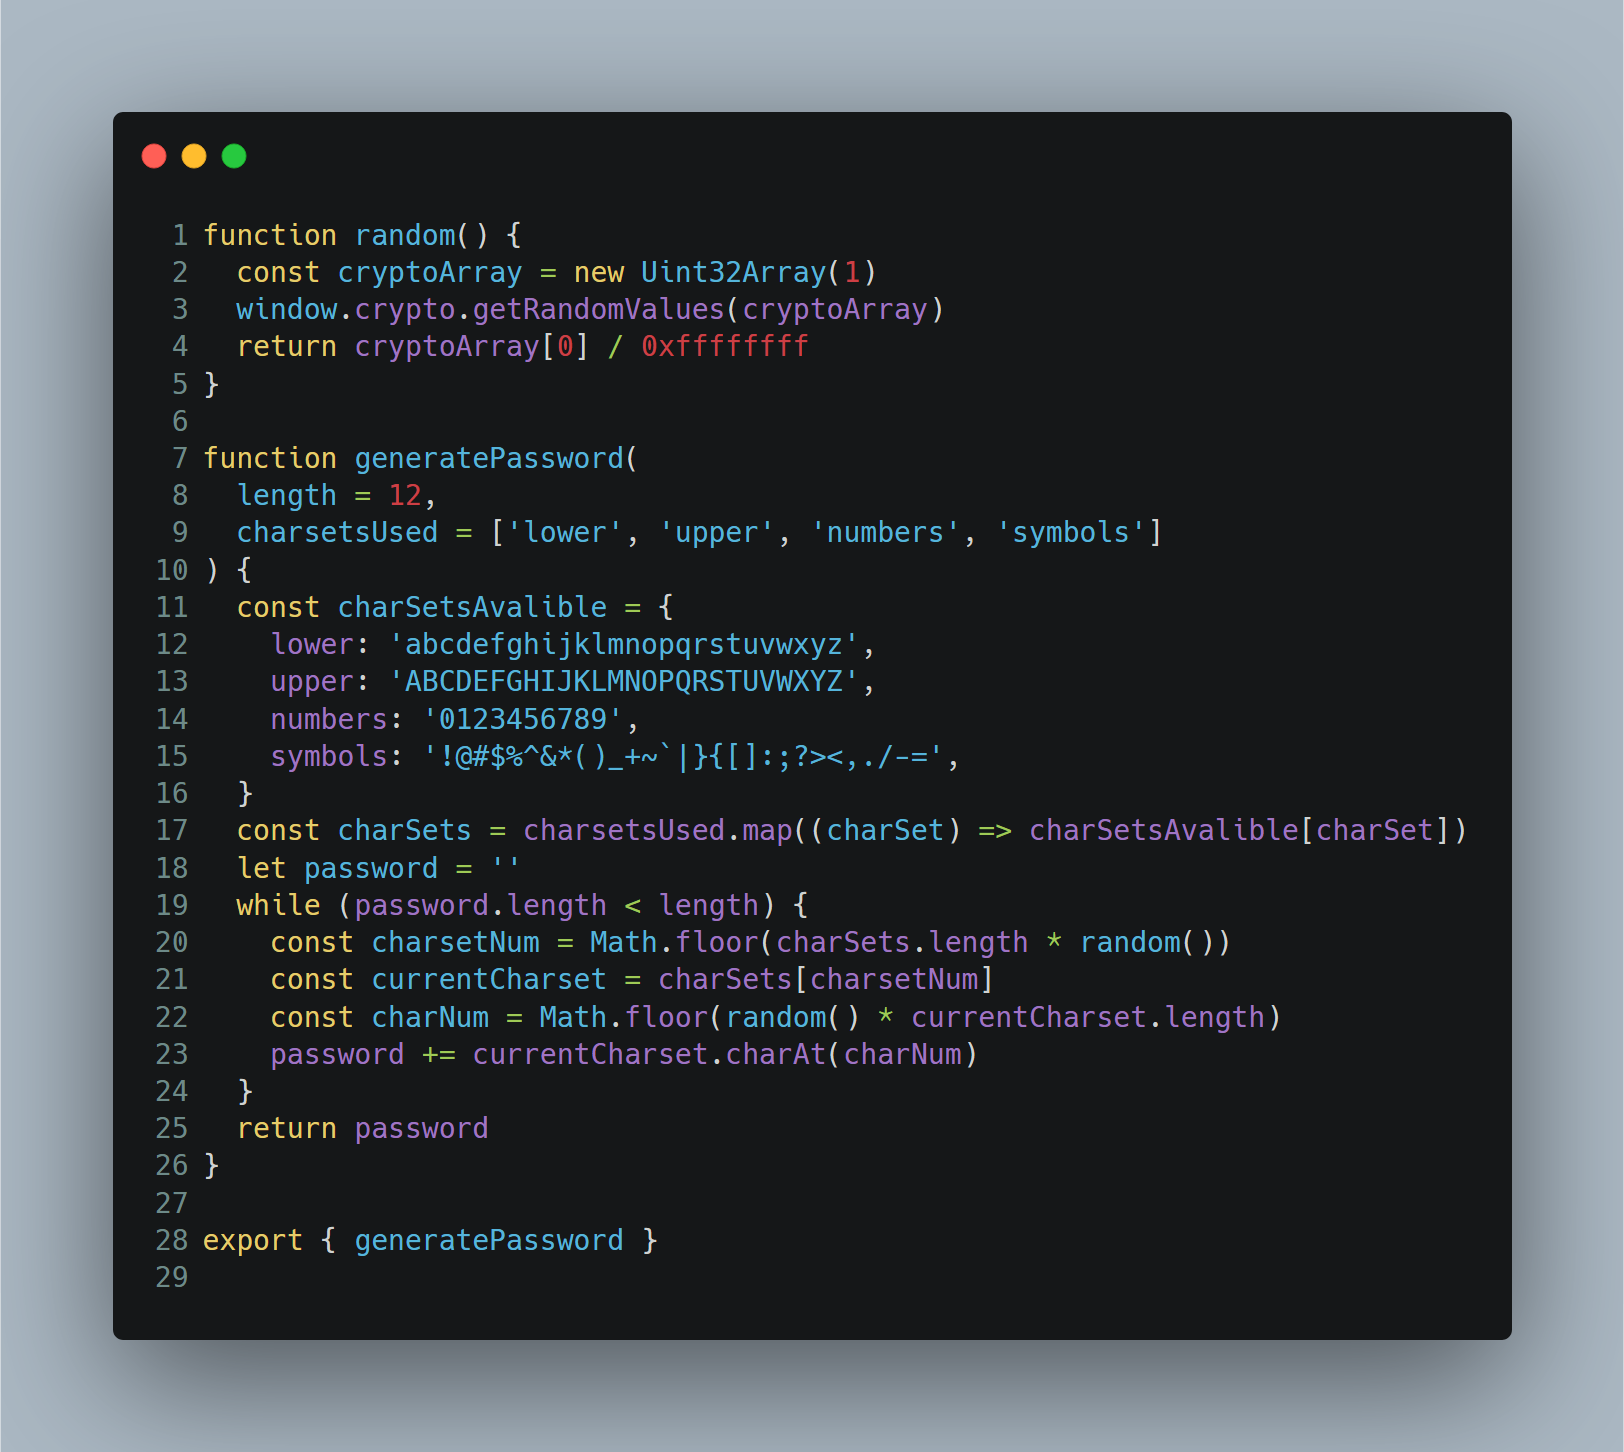 1 function random() {
2   const cryptoArray = new Uint32Array(1)
3   window.crypto.getRandomValues(cryptoArray)
4   return cryptoArray[0] / 0xffffffff
5 }
6
7 function generatePassword(
8   length = 12,
9   charsetsUsed = ['lower', 'upper', 'numbers', 'symbols']
10 ) {
11   const charSetsAvalible = {
12     lower: 'abcdefghijklmnopqrstuvwxyz',
13     upper: 'ABCDEFGHIJKLMNOPQRSTUVWXYZ',
14     numbers: '0123456789',
15     symbols: '!@#$%^&*()_+~`|}{[]:;?><,./-=',
16   }
17   const charSets = charsetsUsed.map((charSet) => charSetsAvalible[charSet])
18   let password = ''
19   while (password.length < length) {
20     const charsetNum = Math.floor(charSets.length * random())
21     const currentCharset = charSets[charsetNum]
22     const charNum = Math.floor(random() * currentCharset.length)
23     password += currentCharset.charAt(charNum)
24   }
25   return password
26 }
27
28 export { generatePassword }
29